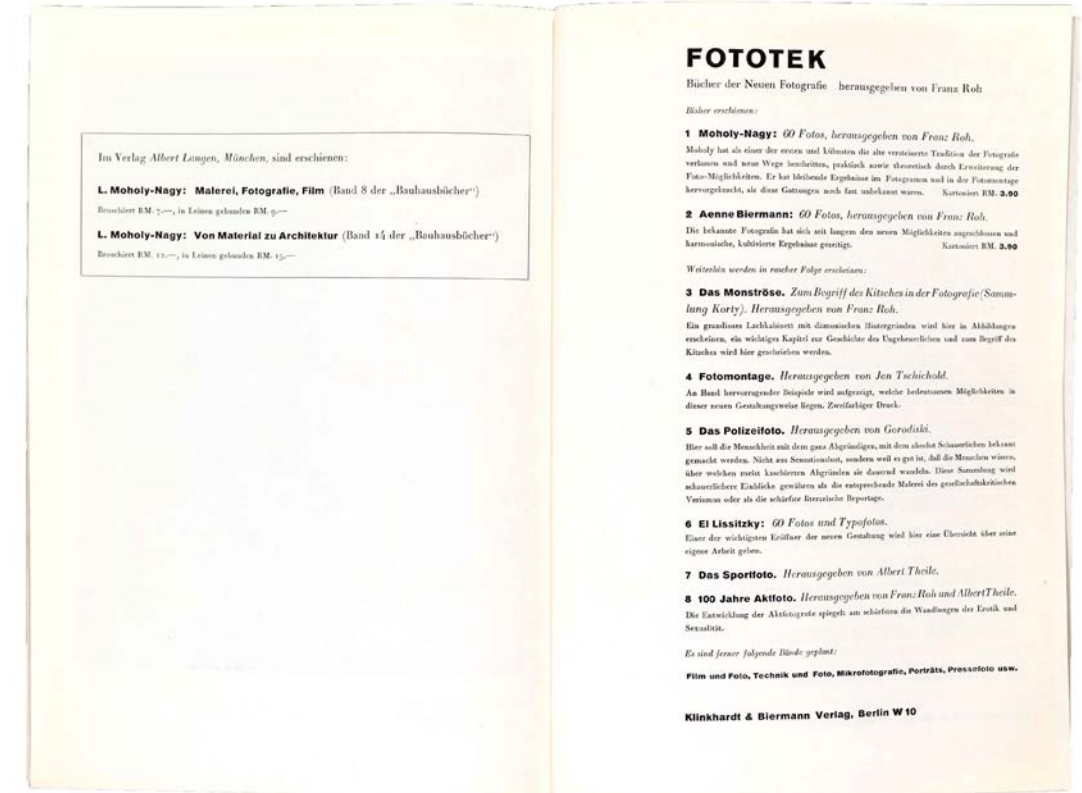 Im Verlag Albert Langen, München, sind erschienen:
L. Moholy-Nagy: Malerei, Fotografie, Film (Band 8 der „Bauhausbücher“)
Broschiert RM. 7.—, in Leinen gebunden RM. 9.—
L. Moholy-Nagy: Von Material zu Architektur (Band 14 der „Bauhausbücher“)
Broschiert RM. 12.—, in Leinen gebunden RM. 15.—
FOTOTEK
Bücher der Neuen Fotografie herausgegeben von Franz Roh
Bisher erschienen:
1 Moholy-Nagy: 60 Fotos, herausgegeben von Franz Roh.
Moholy hat als einer der ersten und kühnsten die alte versteinerte Tradition der Fotografie
verlassen und neue Wege beschritten, praktisch sowie theoretisch durch Erweiterung der
Foto-Möglichkeiten. Er hat bleibende Ergebnisse im Fotogramm und in der Fotomontage
hervorgebracht, als diese Gattungen noch fast unbekannt waren. Kartoniert RM. 3.90
2 Aenne Biermann: 60 Fotos, herausgegeben von Franz Roh.
Die bekannte Fotografin hat sich seit langem den neuen Möglichkeiten angeschlossen und
harmonische, kultivierte Ergebnisse gezeitigt. Kartoniert RM. 3.90
Weiterhin werden in rascher Folge erscheinen:
3 Das Monströse. Zum Begriff des Kitsches in der Fotografie (Samm-
lung Korty). Herausgegeben von Franz Roh.
Ein grandioses Lachkabinett mit dämonischen Hintergründen wird hier in Abbildungen
erscheinen, ein wichtiges Kapitel zur Geschichte des Ungeheuerlichen und zum Begriff des
Kitsches wird hier geschrieben werden.
4 Fotomontage. Herausgegeben von Jan Tschichold.
An Hand hervorragender Beispiele wird aufgezeigt, welche bedeutsamen Möglichkeiten in
dieser neuen Gestaltungsweise liegen. Zweifarbiger Druck.
5 Das Polizeifoto. Herausgegeben von Gorodiski.
Hier soll die Menschheit mit dem ganz Abgründigen, mit dem absolut Schauerlichen bekannt
gemacht werden. Nicht aus Sensationslust, sondern weil es gut ist, daß die Menschen wissen,
über welchen meist kaschierten Abgründen sie dauernd wandeln. Diese Sammlung wird
schauerlichere Einblicke gewähren als die entsprechende Malerei des gesellschaftskritischen
Verismus oder als die schärfste literarische Reportage.
6 El Lissitzky: 60 Fotos und Typofotos.
Einer der wichtigsten Eröffner der neuen Gestaltung wird hier eine Übersicht über seine
eigene Arbeit geben.
7 Das Sportfoto. Herausgegeben von Albert Theile.
8 100 Jahre Aktfoto. Herausgegeben von Franz Roh und Albert Theile.
Die Entwicklung der Aktfotografie spiegelt am schärfsten die Wandlungen der Erotik und
Sexualität.
Es sind ferner folgende Bände geplant:
Film und Foto, Technik und Foto, Mikrofotografie, Porträts, Pressefoto usw.
Klinkhardt & Biermann Verlag, Berlin W 10